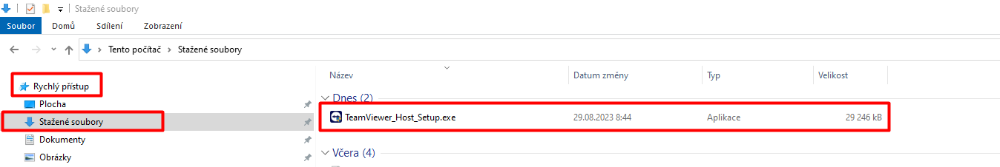 Stažené soubory
Soubor Domů Sdílení Zobrazení
Tento počítač Stažené soubory
Název Datum změny Typ Velikost
Rychlý přístup
Plocha
Stažené soubory
Dokumenty
Obrázky
Dnes (2)
TeamViewer_Host_Setup.exe 29.08.2023 8:44 Aplikace 29 246 kB
Včera (4)